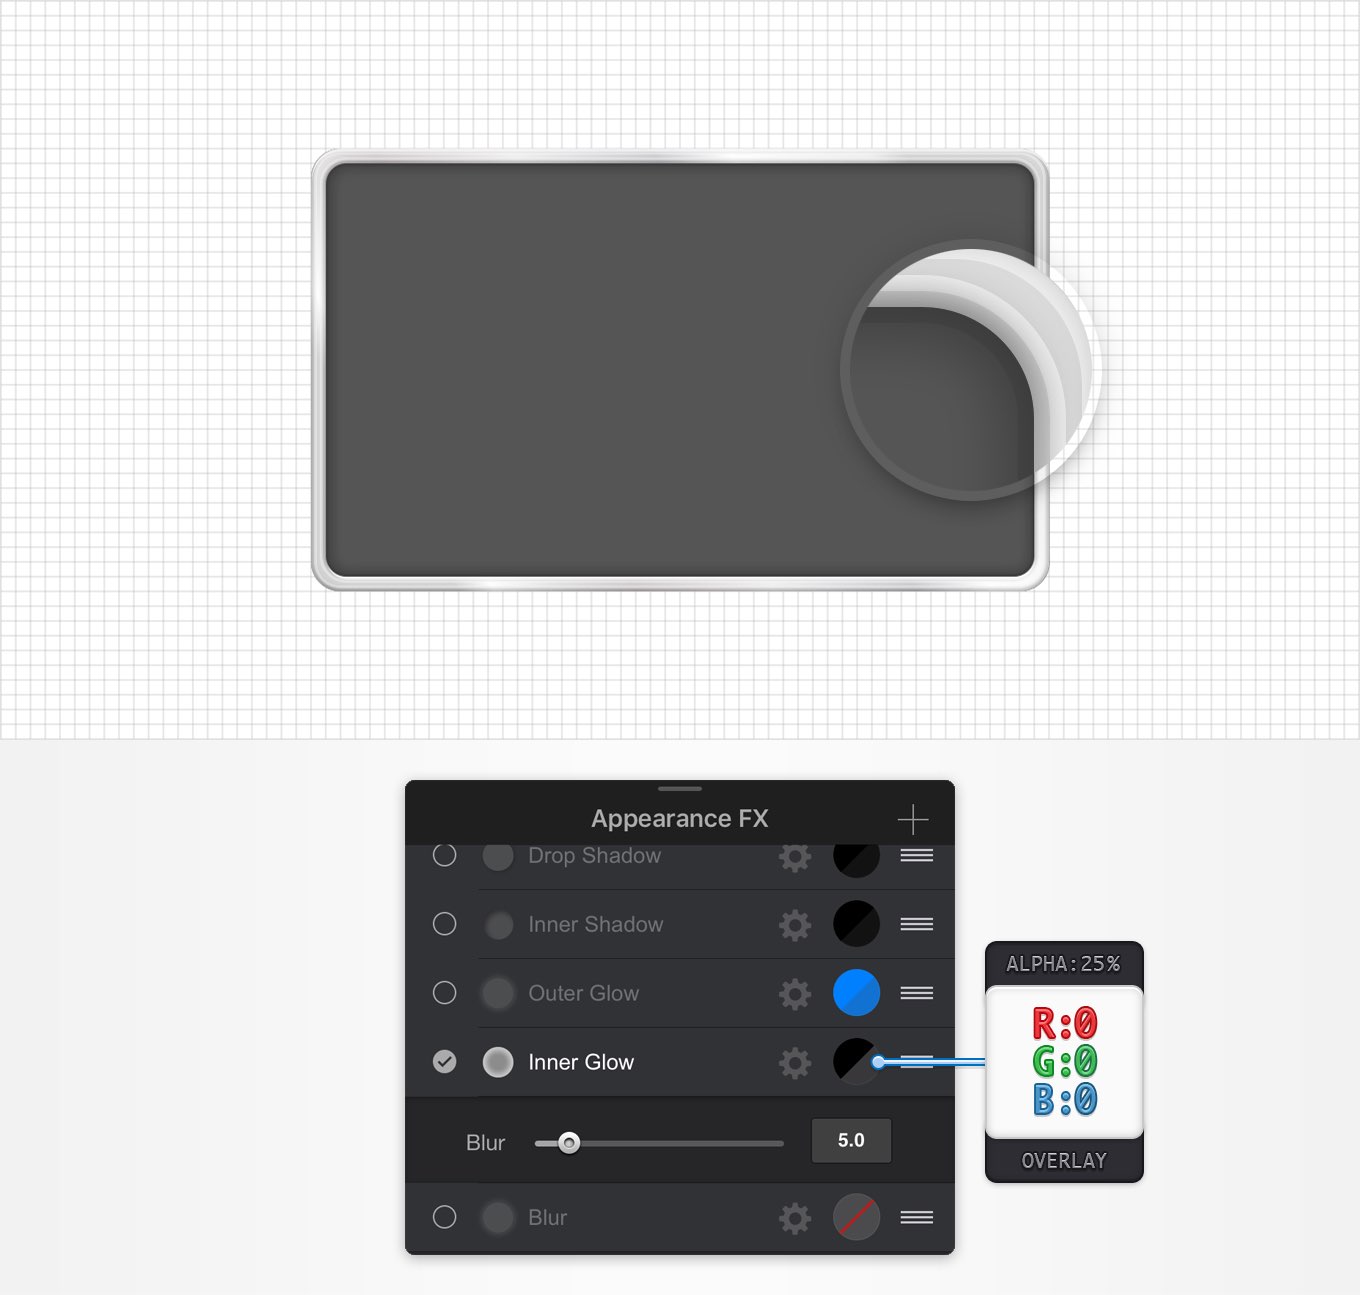 Appearance FX
Drop Shadow
Inner Shadow
Outer Glow
Inner Glow
Blur 5.0
Blur
ALPHA:25%
R:0
G:0
B:0
OVERLAY